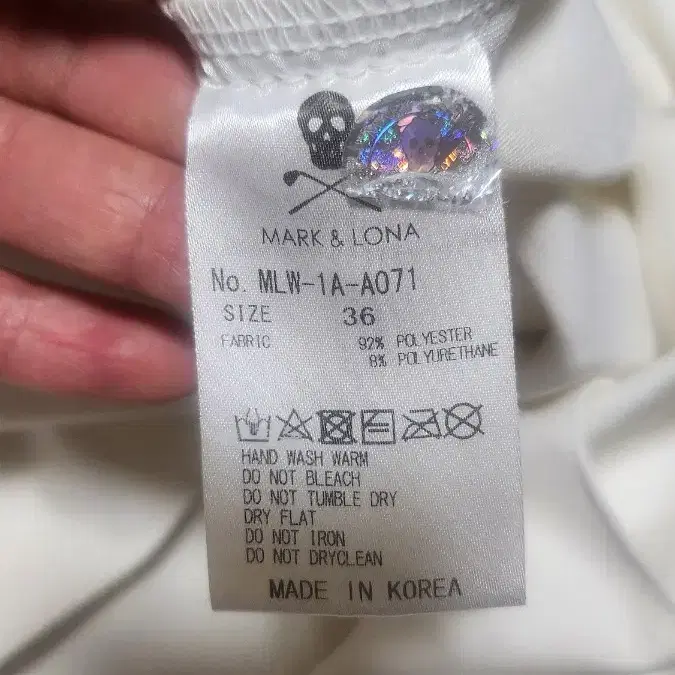 MARK & LONA
No. MLW-1A-A071
SIZE 36
FABRIC 92% POLYESTER
8% POLYURETHANE
HAND WASH WARM
DO NOT BLEACH
DO NOT TUMBLE DRY
DRY FLAT
DO NOT IRON
DO NOT DRYCLEAN
MADE IN KOREA